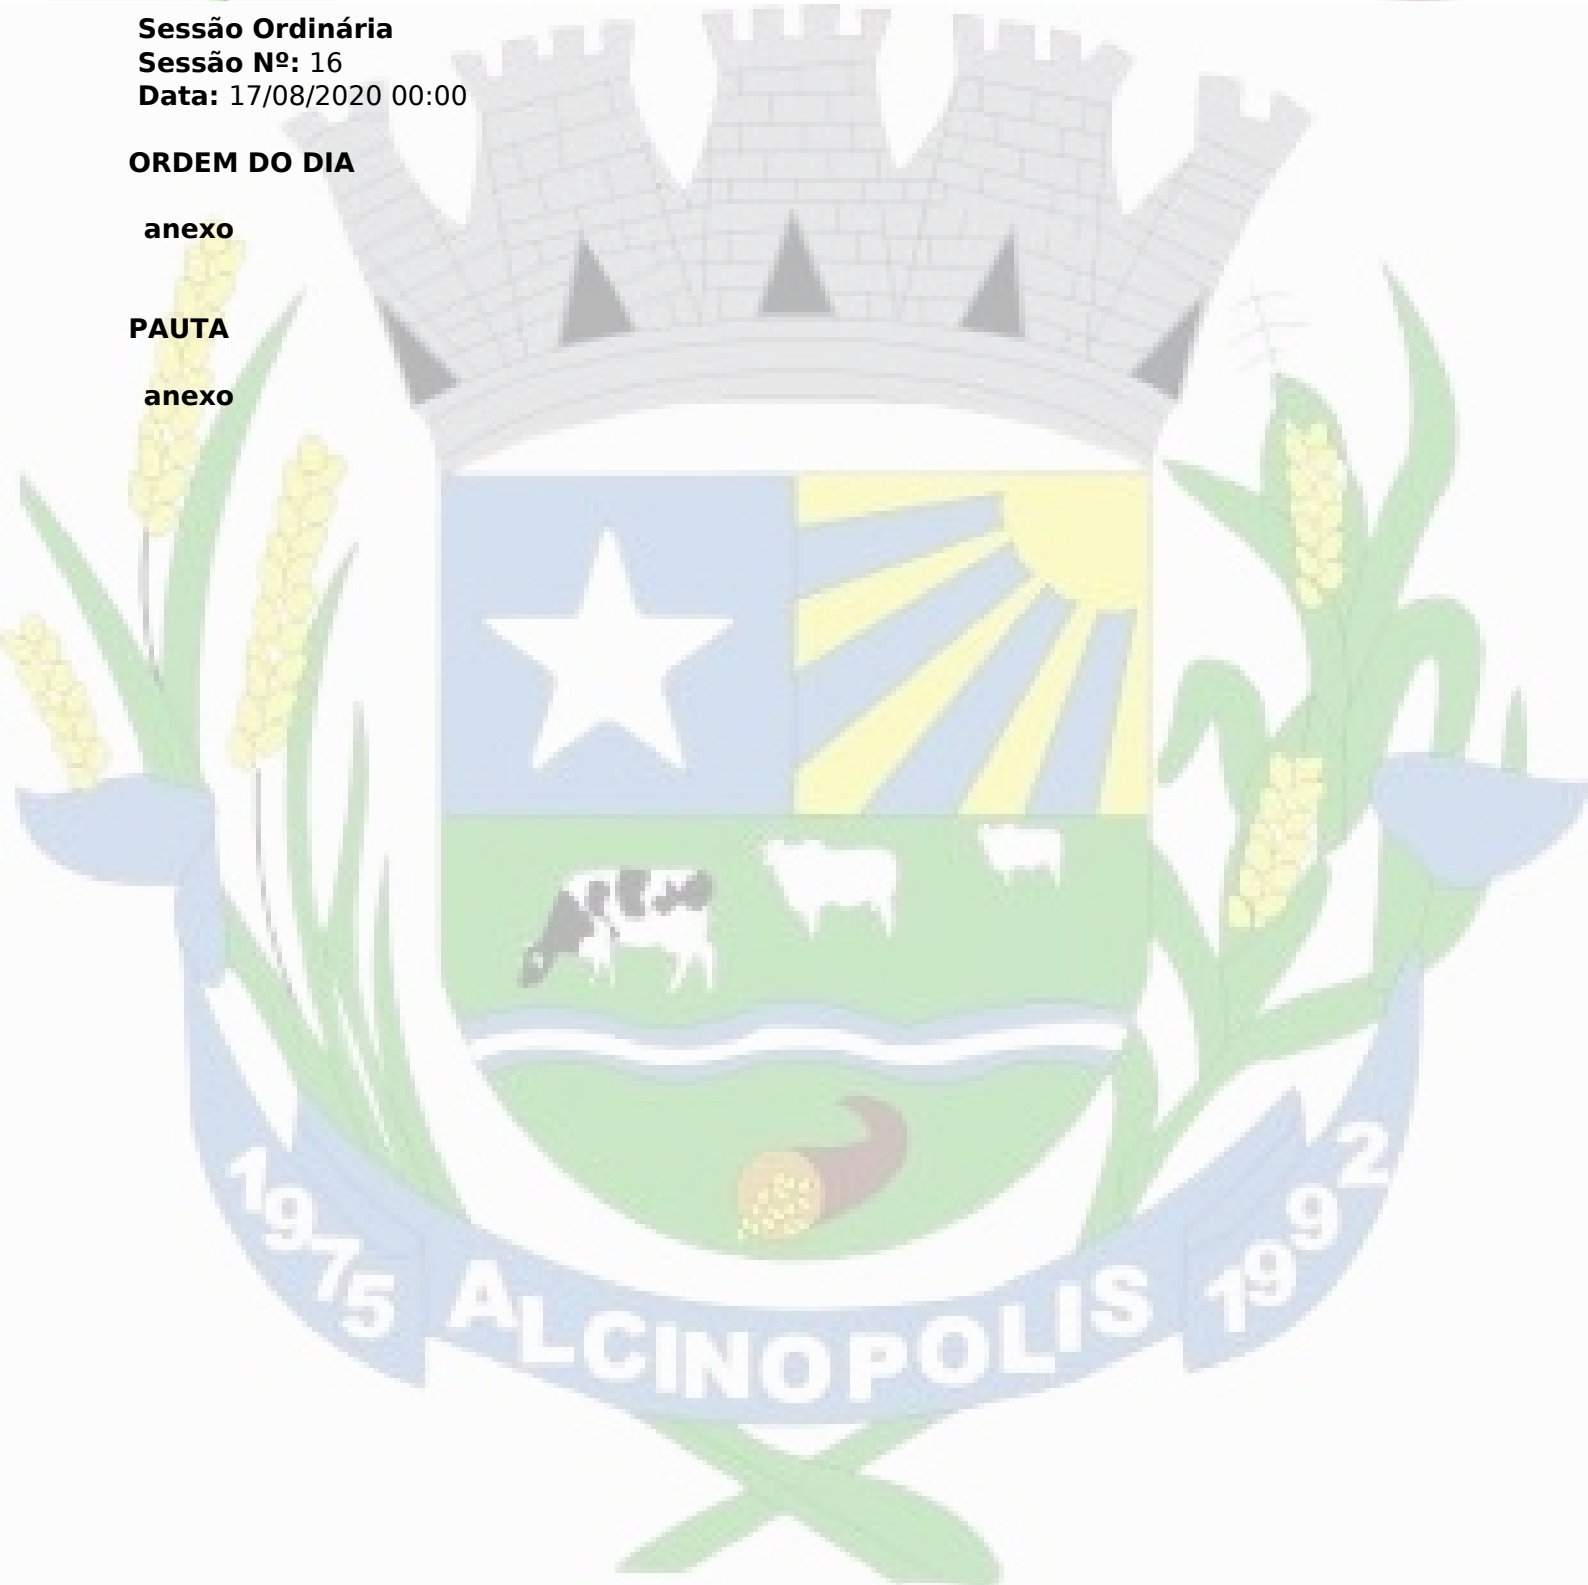 Sessão Ordinária
Sessão Nº: 16
Data: 17/08/2020 00:00
ORDEM DO DIA
anexo
PAUTA
anexo
1975 ALCINOPOLIS 1992